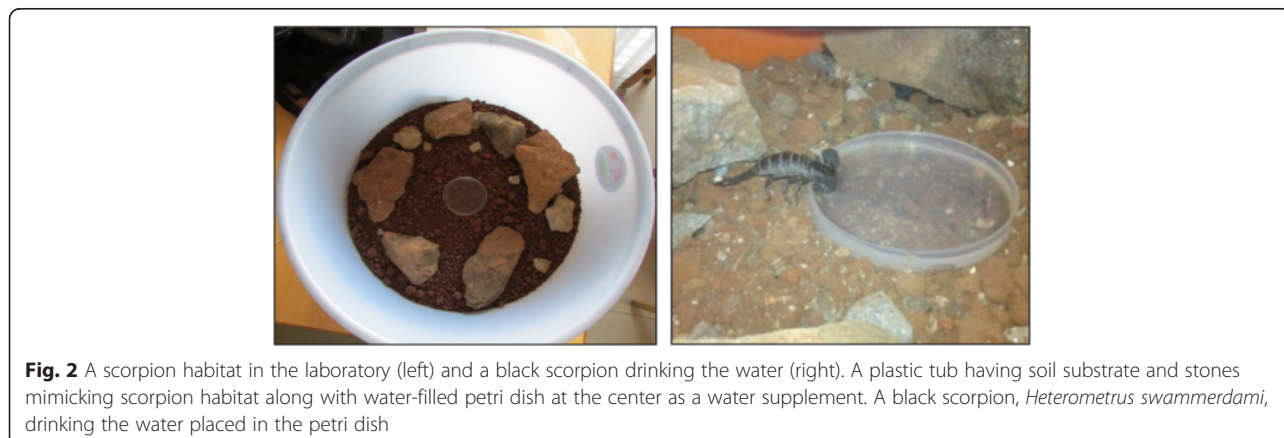 Fig. 2 A scorpion habitat in the laboratory (left) and a black scorpion drinking the water (right). A plastic tub having soil substrate and stones
mimicking scorpion habitat along with water-filled petri dish at the center as a water supplement. A black scorpion, Heterometrus swammerdami,
drinking the water placed in the petri dish